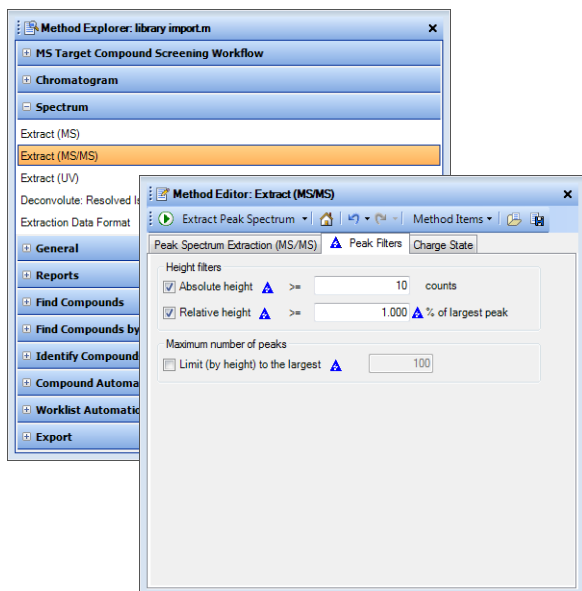 Method Explorer: library import.m
MS Target Compound Screening Workflow
Chromatogram
Spectrum
Extract (MS)
Extract (MS/MS)
Extract (UV)
Deconvolute: Resolved
Extraction Data Format
General
Reports
Find Compounds
Find Compounds by
Identify Compound
Compound
Worklist
Export
Method Editor: Extract (MS/MS)
Extract Peak Spectrum Method Items
Peak Spectrum Extraction (MS/MS) Peak Filters Charge State
Height filters
Absolute height >= 10 counts
Relative height >= 1.000 % of largest peak
Maximum number of peaks
Limit (by height) to the largest 100